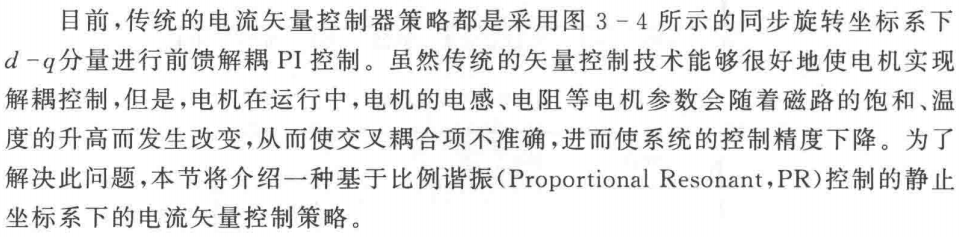 目前,传统的电流矢量控制器策略都是采用图 3-4 所示的同步旋转坐标系下
d-q分量进行前馈解耦 PI 控制。虽然传统的矢量控制技术能够很好地使电机实现
解耦控制,但是,电机在运行中,电机的电感、电阻等电机参数会随着磁路的饱和、温
度的升高而发生改变,从而使交叉耦合项不准确,进而使系统的控制精度下降。为了
解决此问题,本节将介绍一种基于比例谐振(Proportional Resonant,PR)控制的静止
坐标系下的电流矢量控制策略。